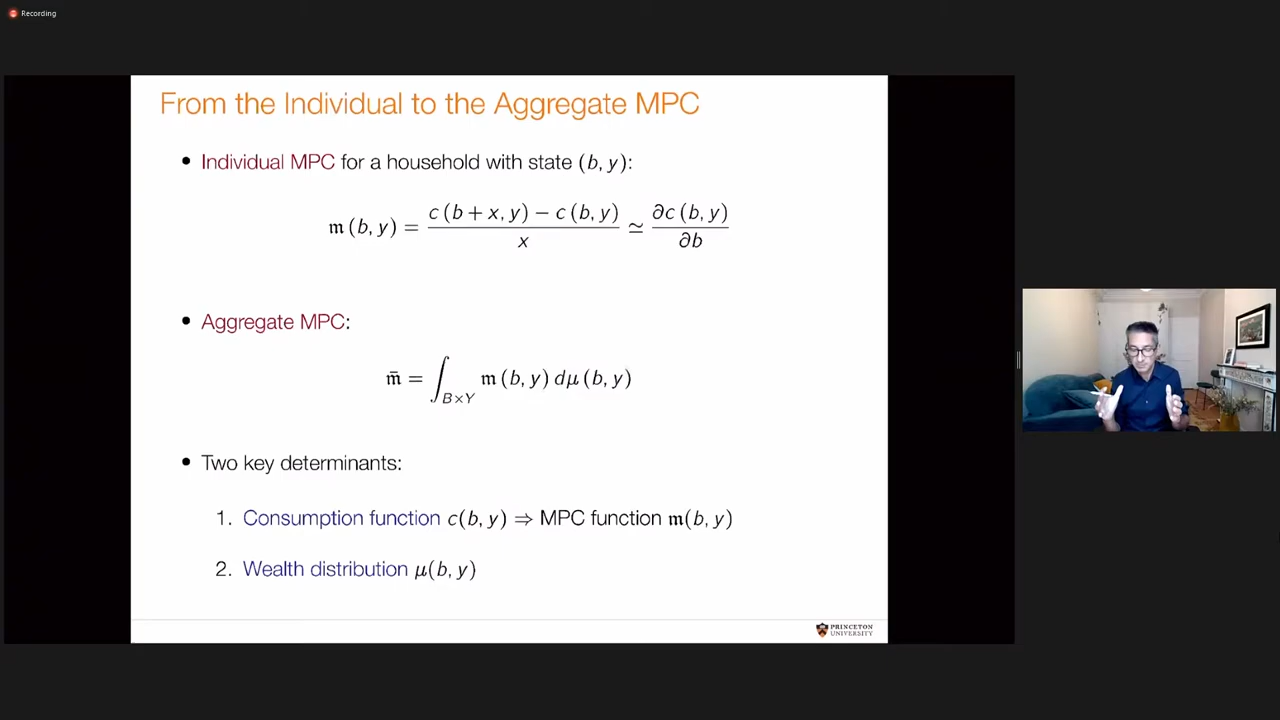 Recording
From the Individual to the Aggregate MPC
• Individual MPC for a household with state (b, y):
𝔪 (b, y) = c (b + x, y) − c (b, y) / x ≃ ∂c (b, y) / ∂b
• Aggregate MPC:
𝔪̄ = ∫_{B×Y} 𝔪 (b, y) dμ (b, y)
• Two key determinants:
1. Consumption function c(b, y) ⇒ MPC function 𝔪(b, y)
2. Wealth distribution μ(b, y)
PRINCETON
UNIVERSITY